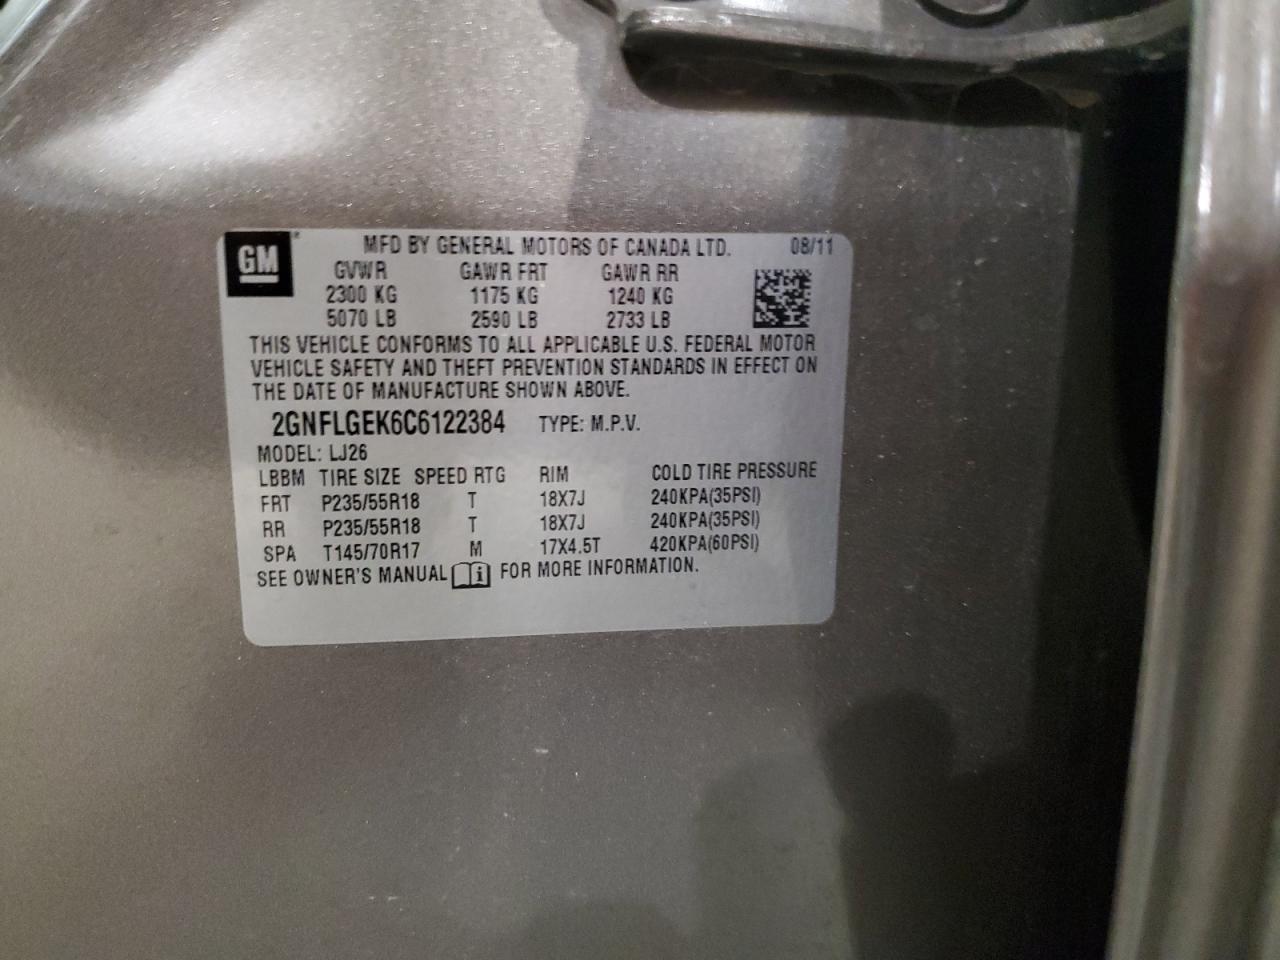 GM® MFD BY GENERAL MOTORS OF CANADA LTD. 08/11
GVWR GAWR FRT GAWR RR
2300 KG 1175 KG 1240 KG
5070 LB 2590 LB 2733 LB
THIS VEHICLE CONFORMS TO ALL APPLICABLE U.S. FEDERAL MOTOR
VEHICLE SAFETY AND THEFT PREVENTION STANDARDS IN EFFECT ON
THE DATE OF MANUFACTURE SHOWN ABOVE.
2GNFLGEK6C6122384 TYPE: M.P.V.
MODEL: LJ26
LBBM TIRE SIZE SPEED RTG RIM COLD TIRE PRESSURE
FRT P235/55R18 T 18X7J 240KPA(35PSI)
RR P235/55R18 T 18X7J 240KPA(35PSI)
SPA T145/70R17 M 17X4.5T 420KPA(60PSI)
SEE OWNER'S MANUAL i FOR MORE INFORMATION.